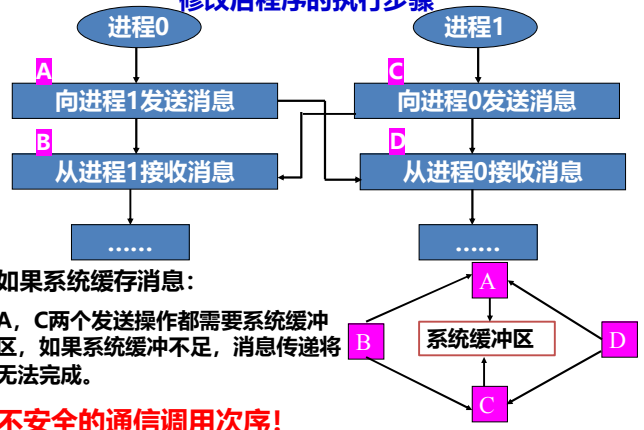 修改后程序的执行步骤
进程0
进程1
A
C
向进程1发送消息
向进程0发送消息
B
D
从进程1接收消息
从进程0接收消息
……
……
如果系统缓存消息：
A，C两个发送操作都需要系统缓冲
区，如果系统缓冲不足，消息传递将
无法完成。
A
B
系统缓冲区
D
C
不安全的通信调用次序！